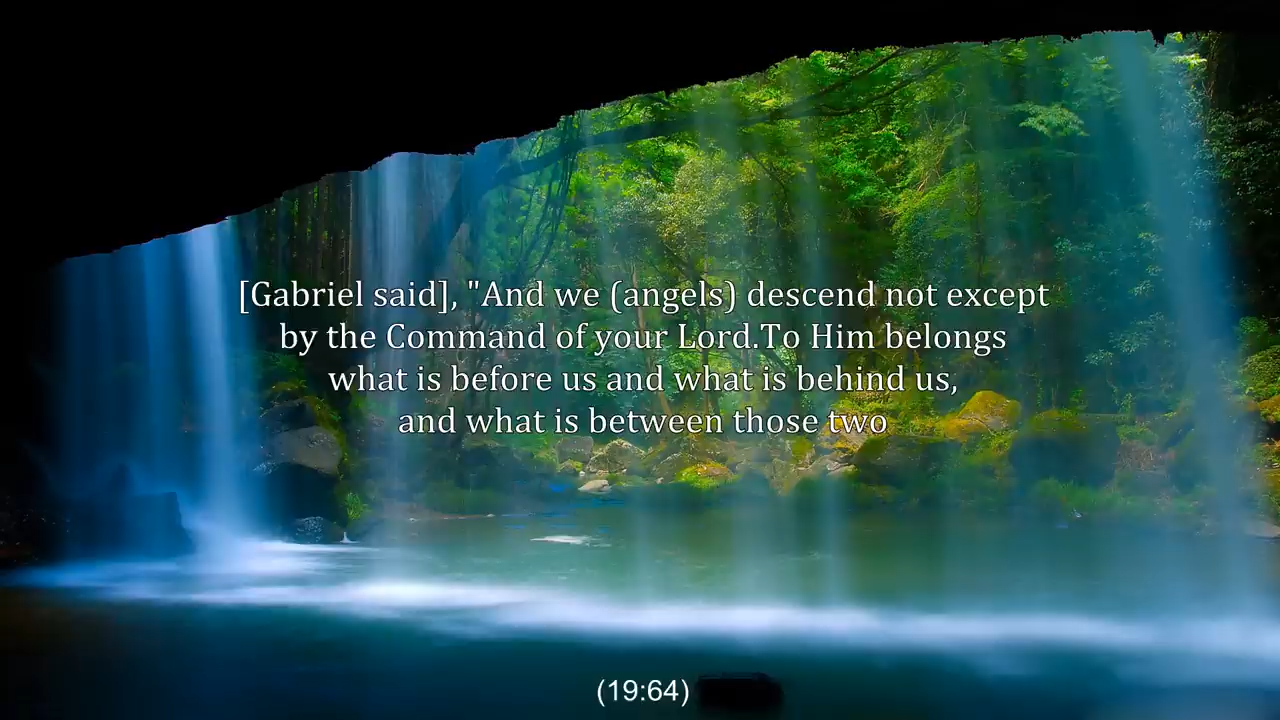 [Gabriel said], "And we (angels) descend not except
by the Command of your Lord.To Him belongs
what is before us and what is behind us,
and what is between those two
(19:64)